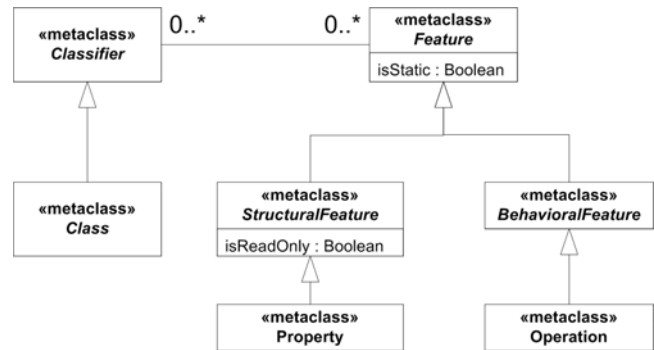 «metaclass»
Classifier
0..*
0..*
«metaclass»
Feature
isStatic : Boolean
«metaclass»
Class
«metaclass»
StructuralFeature
isReadOnly : Boolean
«metaclass»
BehavioralFeature
«metaclass»
Property
«metaclass»
Operation